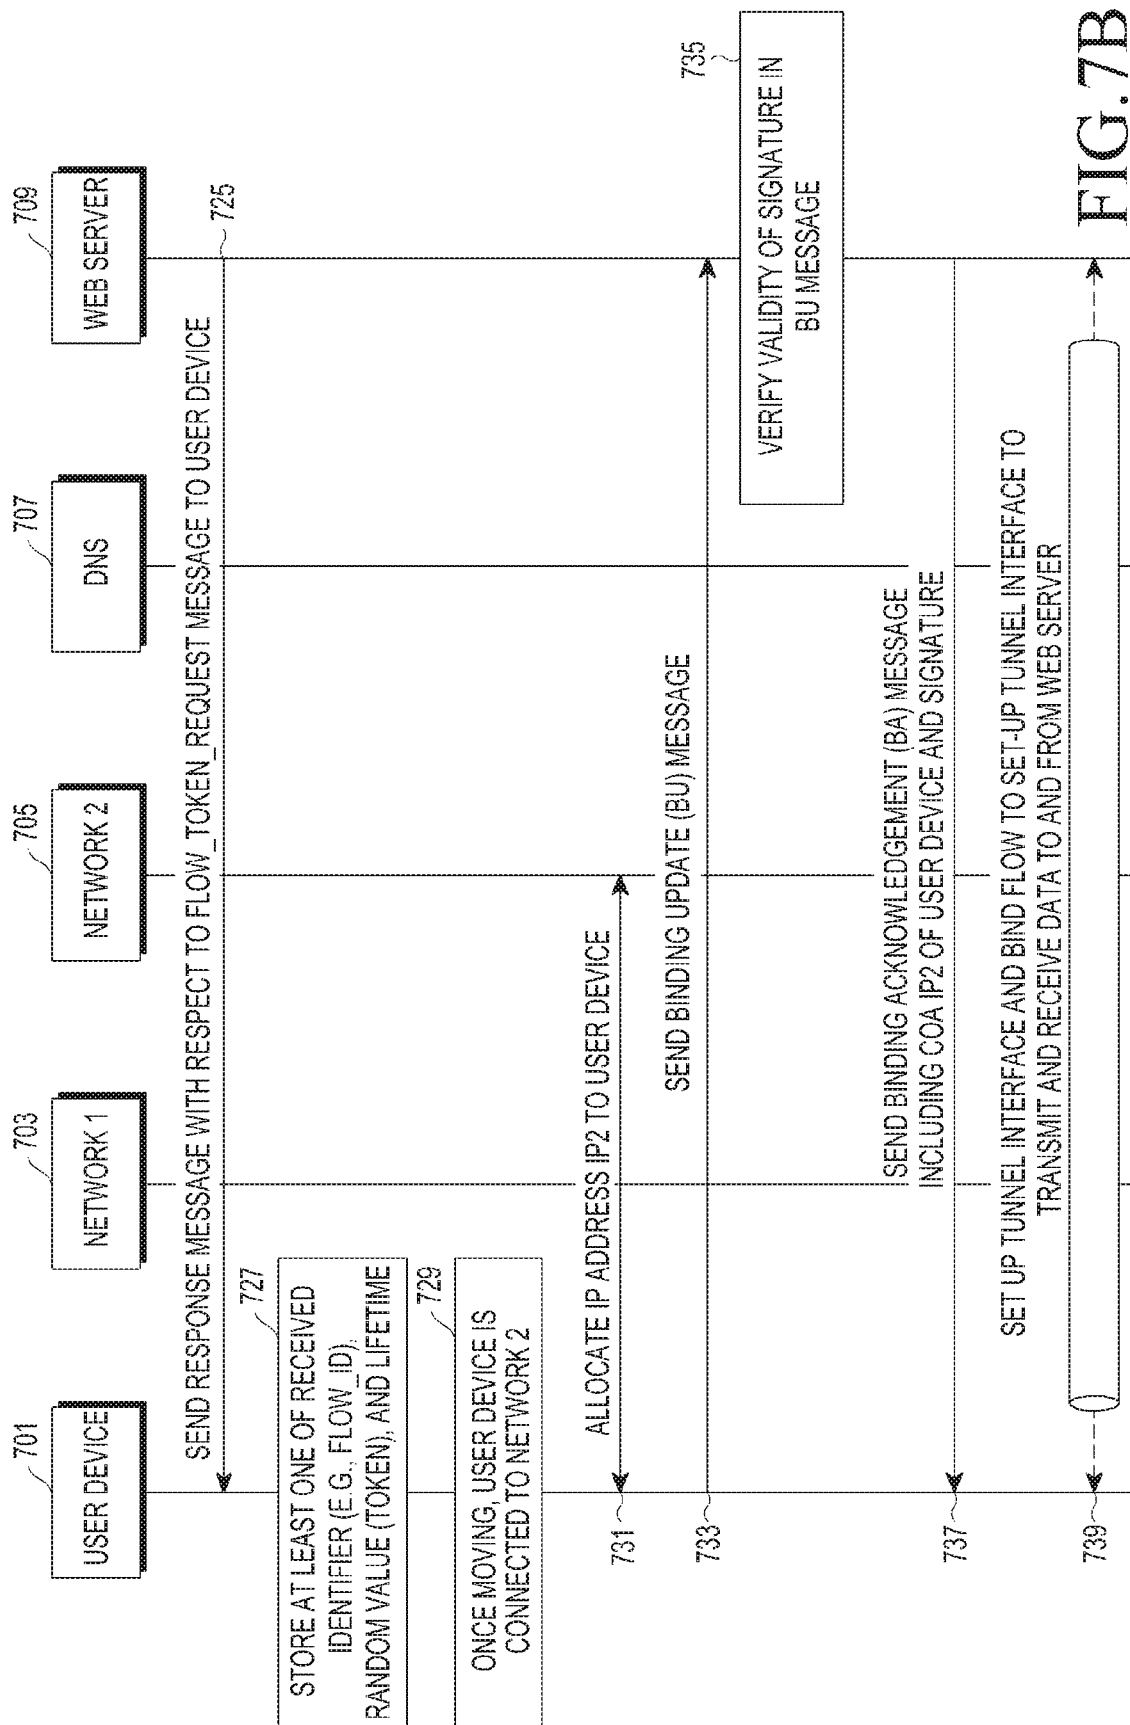 701
USER DEVICE
703
NETWORK 1
705
NETWORK 2
707
DNS
709
WEB SERVER
SEND RESPONSE MESSAGE WITH RESPECT TO FLOW_TOKEN_REQUEST MESSAGE TO USER DEVICE
725
727
STORE AT LEAST ONE OF RECEIVED
IDENTIFIER (E.G., FLOW_ID),
RANDOM VALUE (TOKEN), AND LIFETIME
729
ONCE MOVING, USER DEVICE IS
CONNECTED TO NETWORK 2
ALLOCATE IP ADDRESS IP2 TO USER DEVICE
731
SEND BINDING UPDATE (BU) MESSAGE
733
735
VERIFY VALIDITY OF SIGNATURE IN
BU MESSAGE
SEND BINDING ACKNOWLEDGEMENT (BA) MESSAGE
INCLUDING COA IP2 OF USER DEVICE AND SIGNATURE
737
SET UP TUNNEL INTERFACE AND BIND FLOW TO SET-UP TUNNEL INTERFACE TO
TRANSMIT AND RECEIVE DATA TO AND FROM WEB SERVER
739
FIG.7B